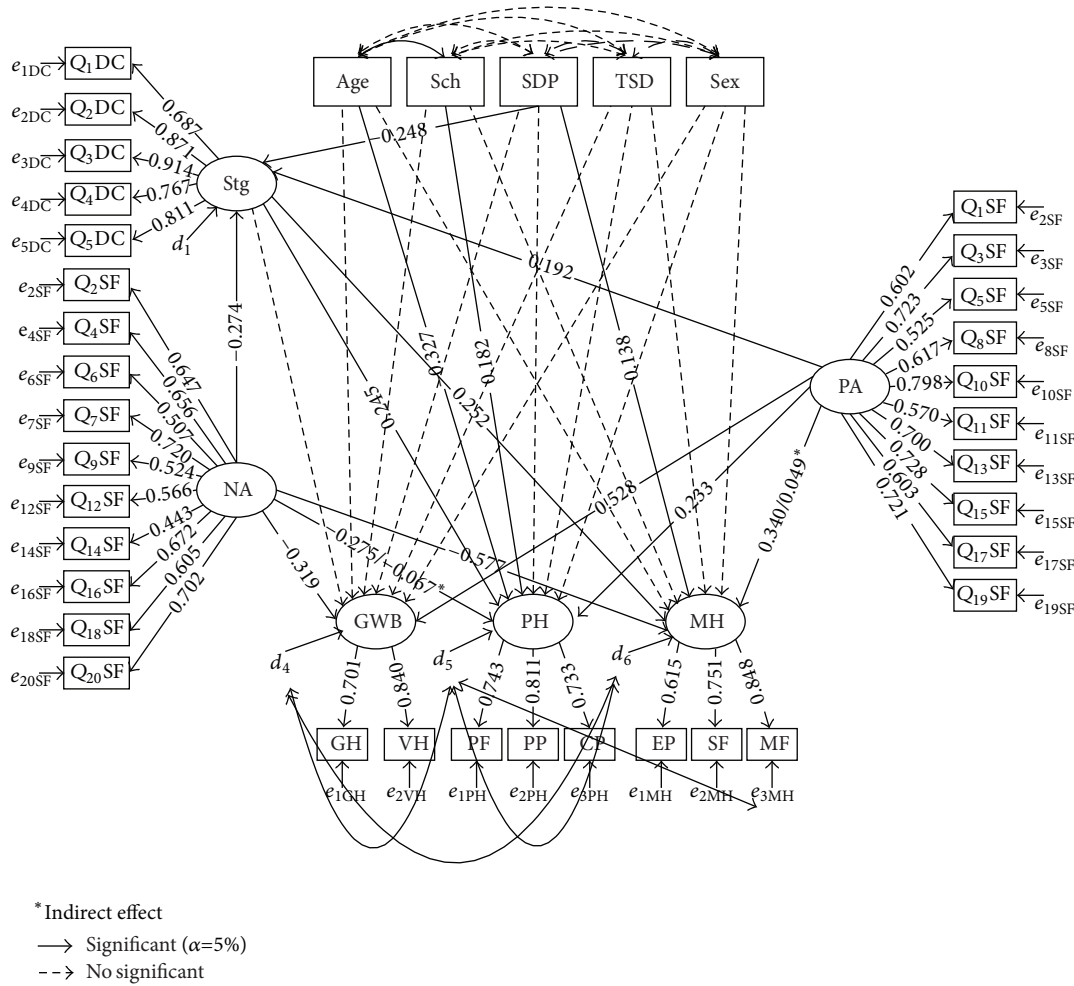 Age Sch SDP TSD Sex
e1DC Q1DC
e2DC Q2DC
e3DC Q3DC
e4DC Q4DC
e5DC Q5DC
0.687
0.871
0.914
0.767
0.811
Stg
d1
0.248
0.192
0.274
e2SF Q2SF
e4SF Q4SF
e6SF Q6SF
e7SF Q7SF
e9SF Q9SF
e12SF Q12SF
e14SF Q14SF
e16SF Q16SF
e18SF Q18SF
e20SF Q20SF
0.647
0.656
0.507
0.720
0.524
0.566
0.443
0.672
0.605
0.702
NA
Q1SF e2SF
Q3SF e3SF
Q5SF e5SF
Q8SF e8SF
Q10SF e10SF
Q11SF e11SF
Q13SF e13SF
Q15SF e15SF
Q17SF e17SF
Q19SF e19SF
0.602
0.723
0.525
0.617
0.798
0.570
0.700
0.728
0.603
0.721
PA
0.245
0.327
0.182
0.252
0.138
0.528
0.233
0.340/0.049*
-0.319
0.275/-0.067*
-0.577
GWB PH MH
d4 d5 d6
0.701 0.840 0.743 0.811 0.733 0.615 0.751 0.848
GH VH PF PP CP EP SF MF
e1GH e2VH e1PH e2PH e3PH e1MH e2MH e3MH
*Indirect effect
Significant (α=5%)
No significant